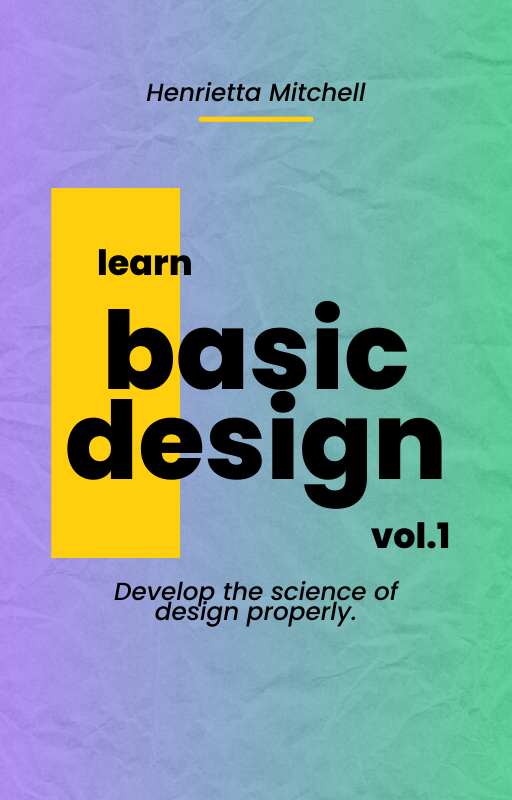 Henrietta Mitchell
learn
basic
design
vol.1
Develop the science of
design properly.